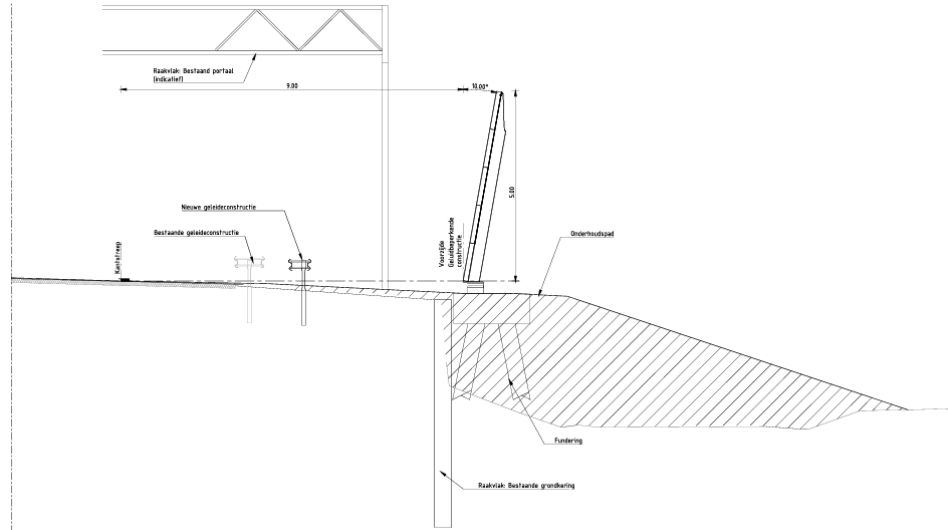 Raakvlak: Bestaand portaal
(indicatief)
9.00
10.00°
5.00
Nieuwe geleideconstructie
Bestaande geleideconstructie
Kantstreep
Voorzijde
Geluidbeperkende
constructie
Onderhoudspad
Fundering
Raakvlak: Bestaande grondkering